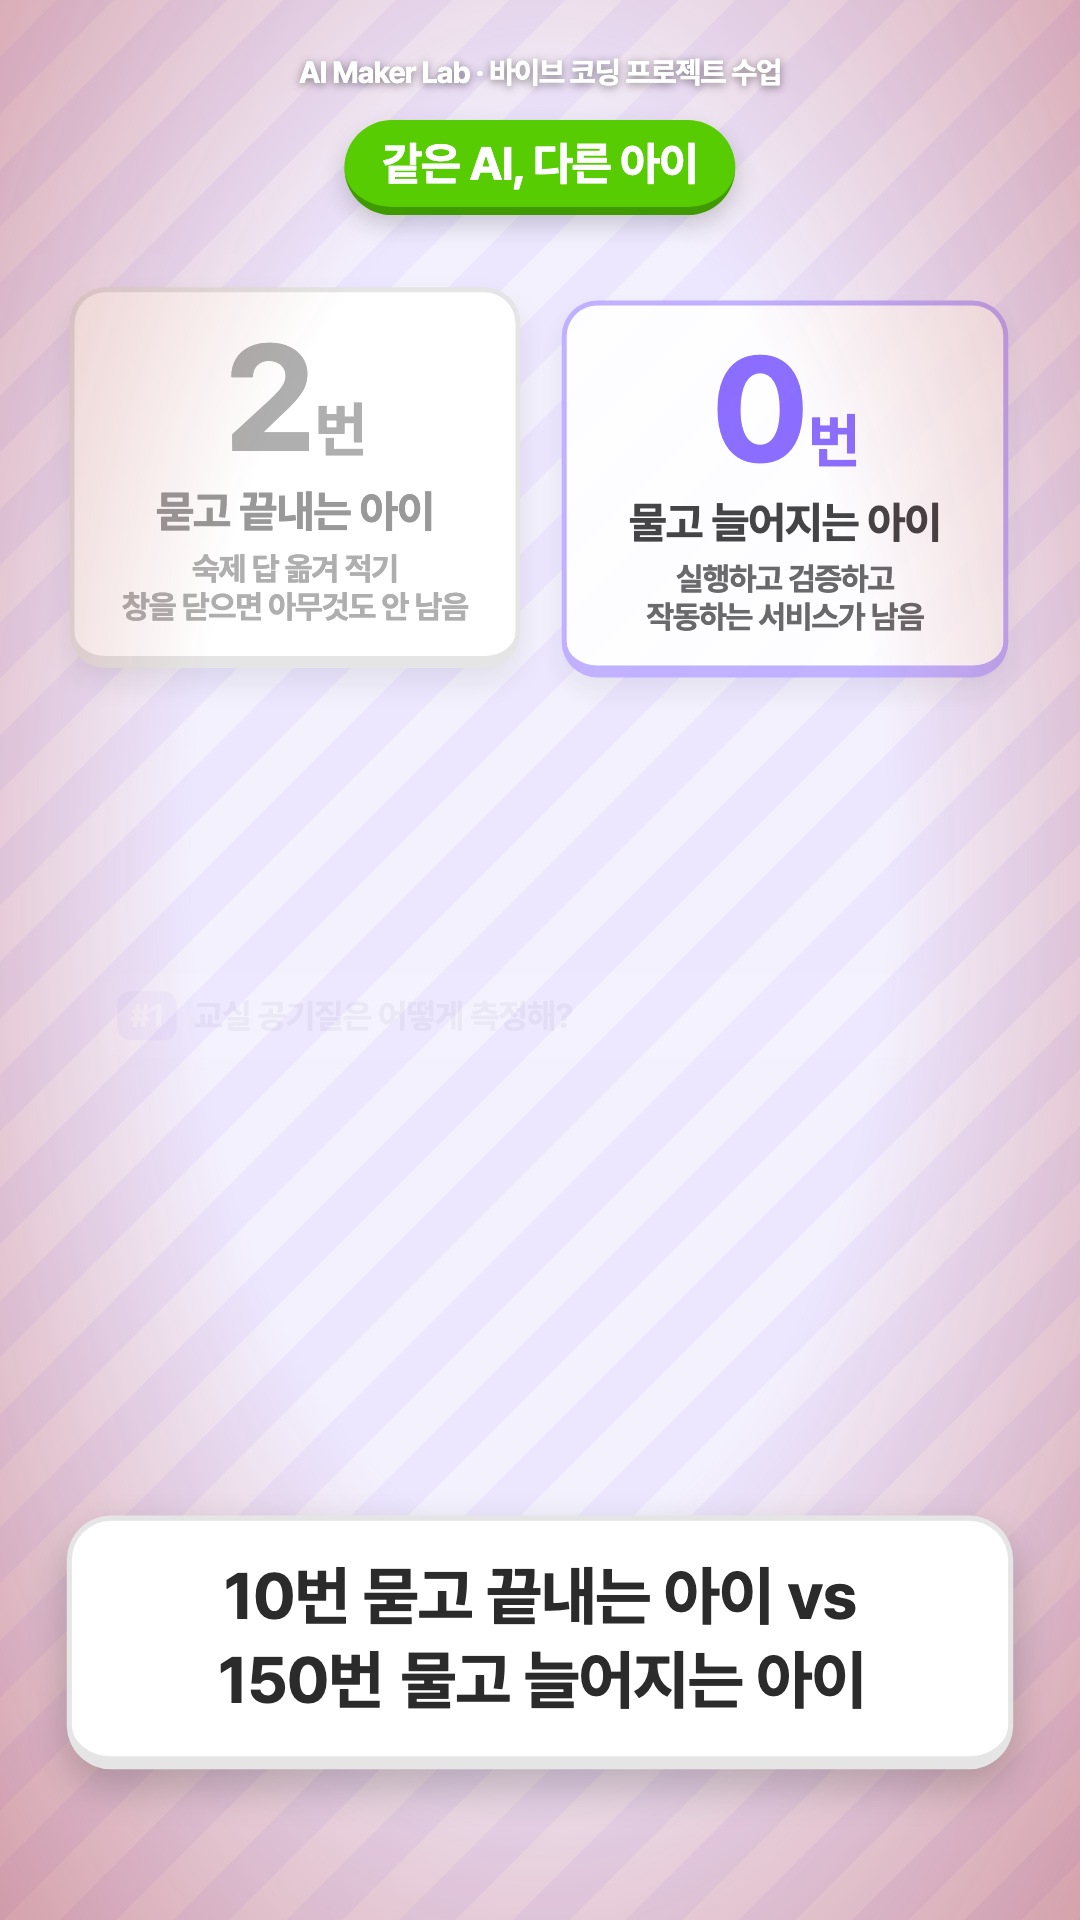 AI Maker Lab · 바이브 코딩 프로젝트 수업
같은 AI, 다른 아이
2번
묻고 끝내는 아이
숙제 답 옮겨 적기
창을 닫으면 아무것도 안 남음
0번
물고 늘어지는 아이
실행하고 검증하고
작동하는 서비스가 남음
#1 교실 공기질은 어떻게 측정해?
10번 묻고 끝내는 아이 vs
150번 물고 늘어지는 아이